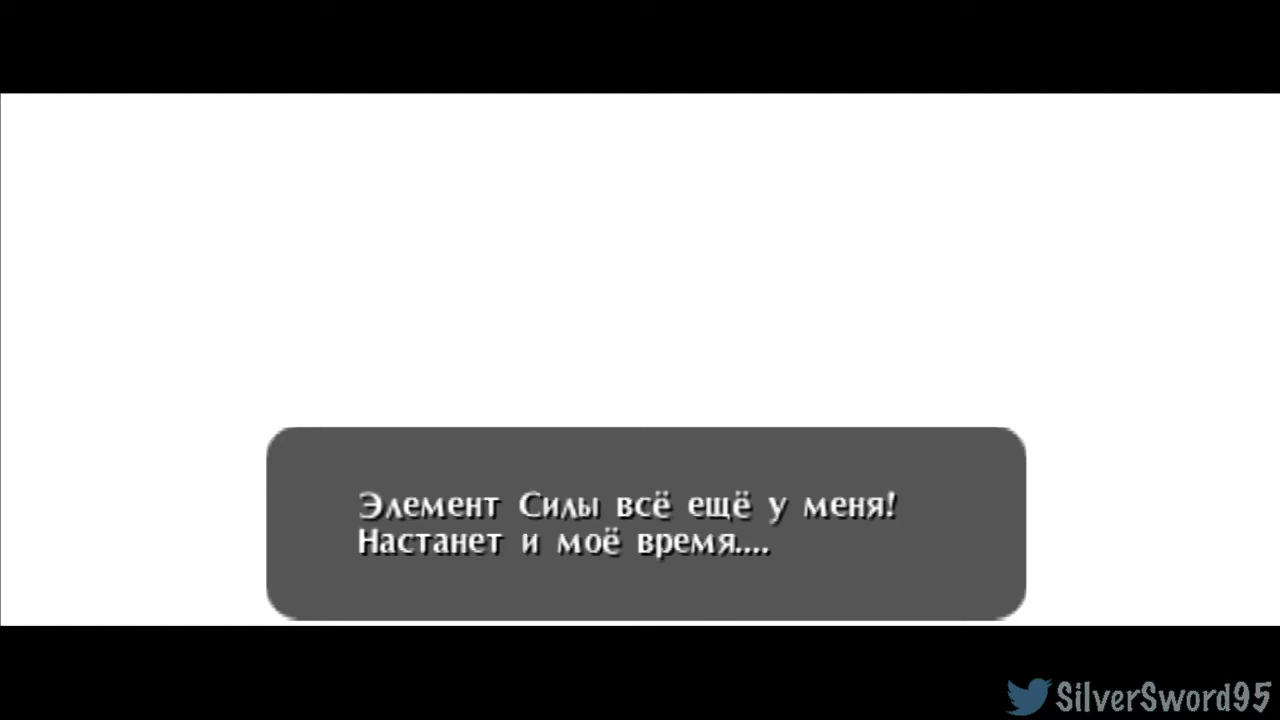 Элемент Силы всё ещё у меня!
Настанет и моё время....
SilverSword95